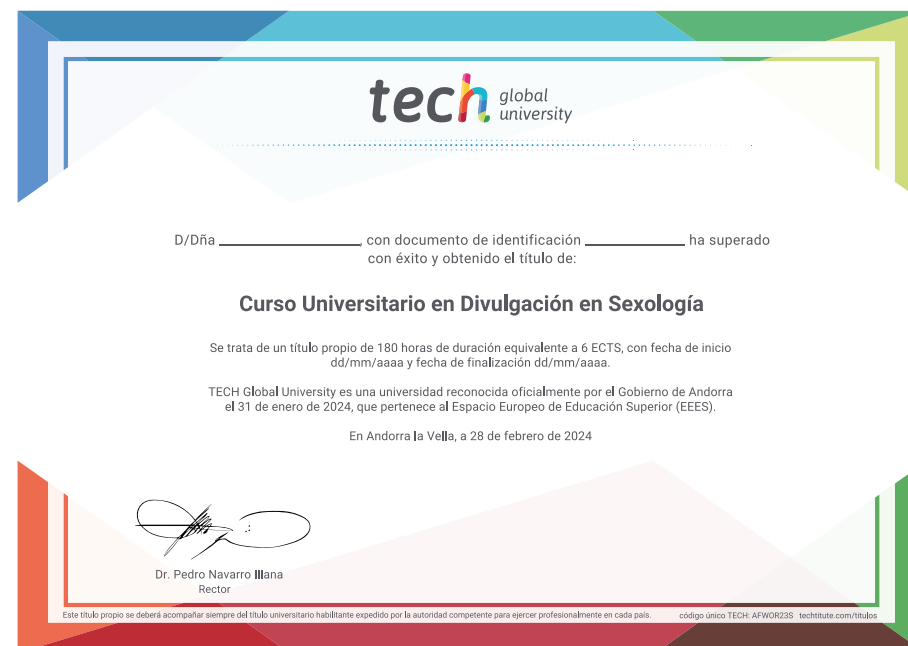 tech global university
D/Dña , con documento de identificación ha superado
con éxito y obtenido el título de:
Curso Universitario en Divulgación en Sexología
Se trata de un título propio de 180 horas de duración equivalente a 6 ECTS, con fecha de inicio
dd/mm/aaaa y fecha de finalización dd/mm/aaaa.
TECH Global University es una universidad reconocida oficialmente por el Gobierno de Andorra
el 31 de enero de 2024, que pertenece al Espacio Europeo de Educación Superior (EEES).
En Andorra la Vella, a 28 de febrero de 2024
Dr. Pedro Navarro Illana
Rector
Este título propio se deberá acompañar siempre del título universitario habilitante expedido por la autoridad competente para ejercer profesionalmente en cada país. código único TECH: AFWOR23S techtitute.com/titulos